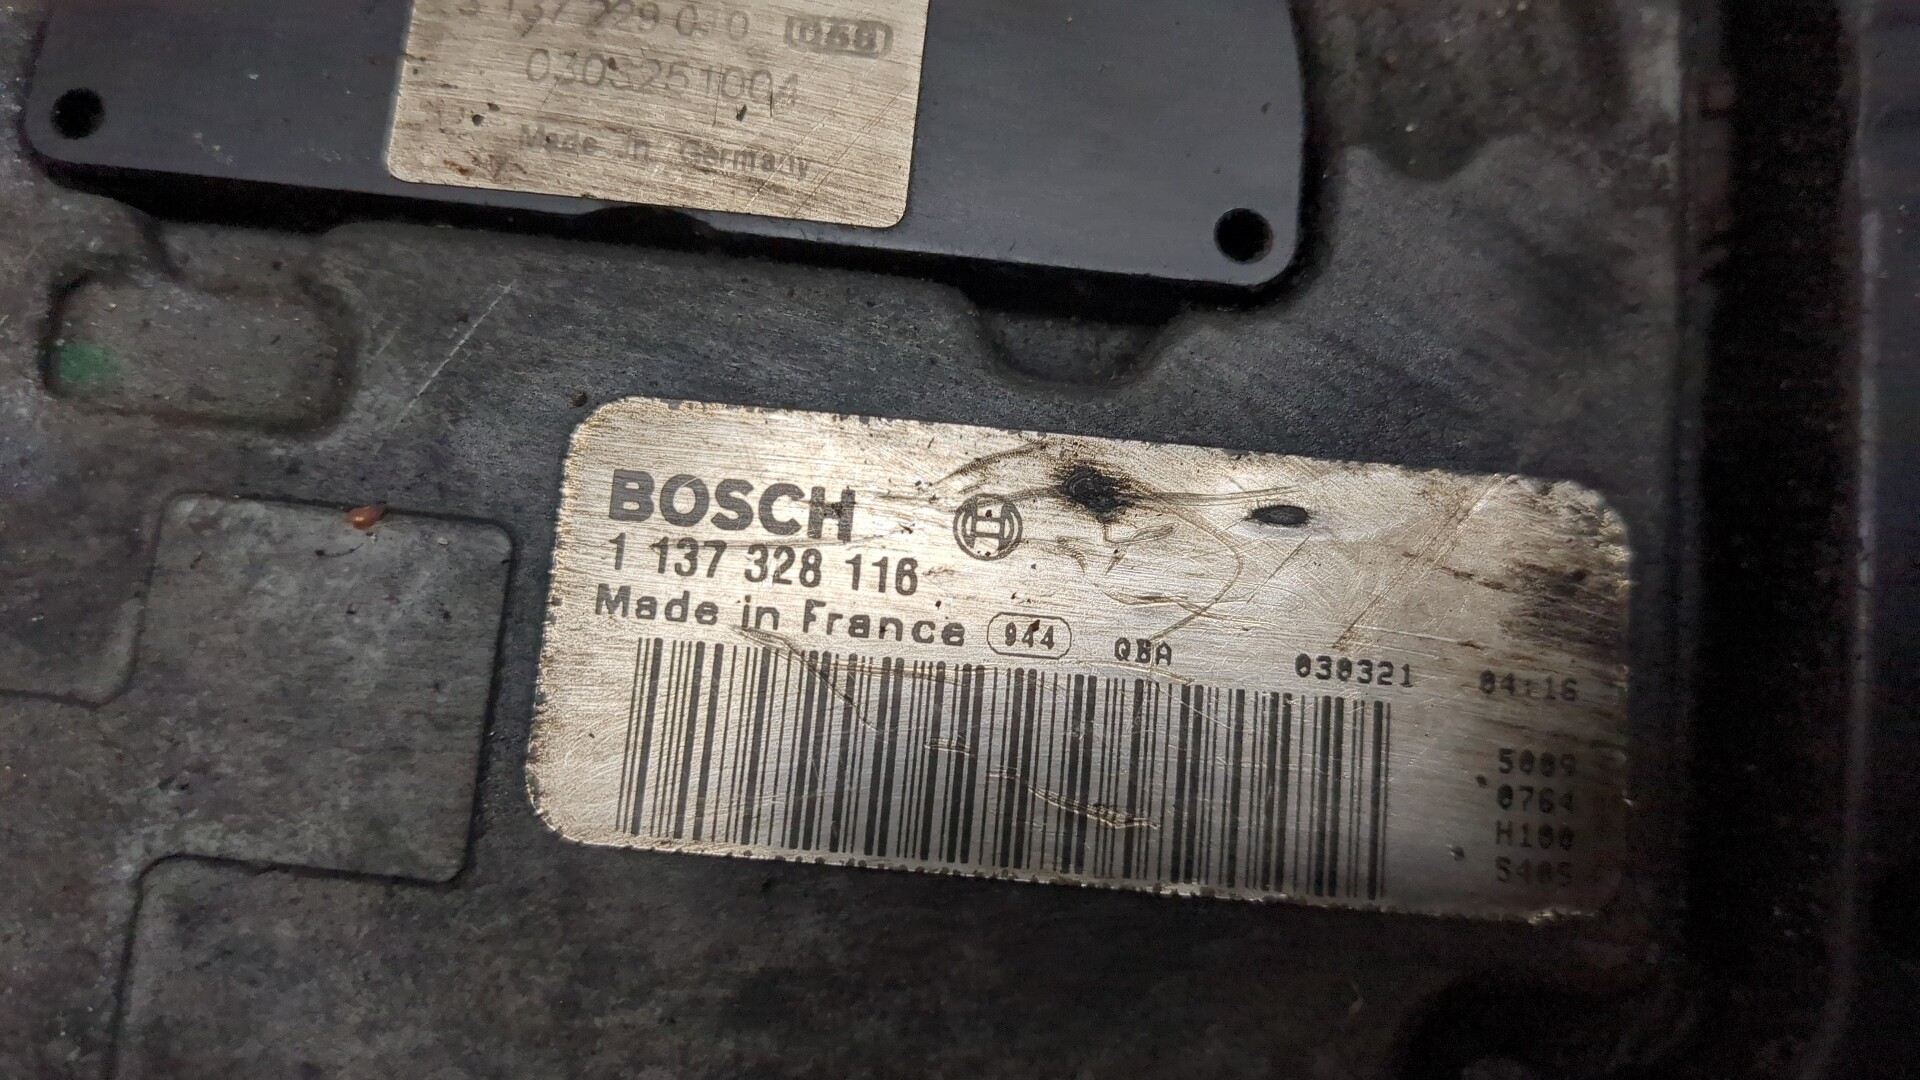 Made in Germany
BOSCH
1 137 328 116
Made in France 944 QBA 030321 04:16
5009
0764
H100
S405